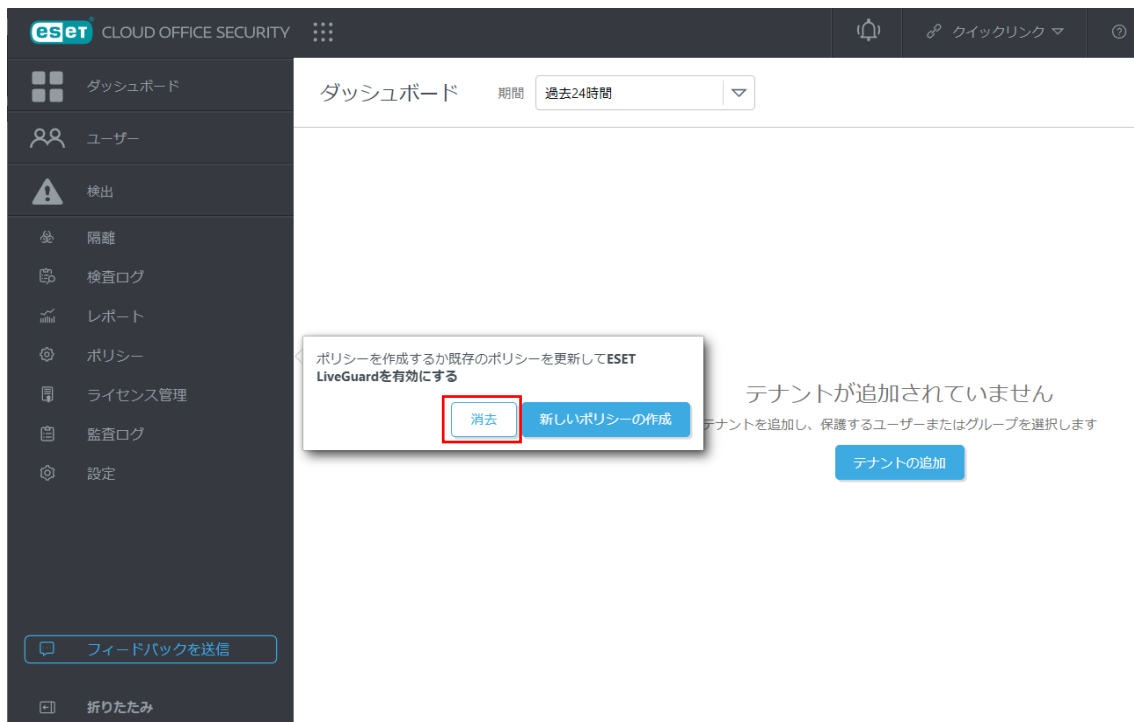 eset CLOUD OFFICE SECURITY
クイックリンク
ダッシュボード
ユーザー
検出
隔離
検査ログ
レポート
ポリシー
ライセンス管理
監査ログ
設定
フィードバックを送信
折りたたみ
ダッシュボード 期間 過去24時間
ポリシーを作成するか既存のポリシーを更新してESET
LiveGuardを有効にする
消去 新しいポリシーの作成
テナントが追加されていません
テナントを追加し、保護するユーザーまたはグループを選択します
テナントの追加